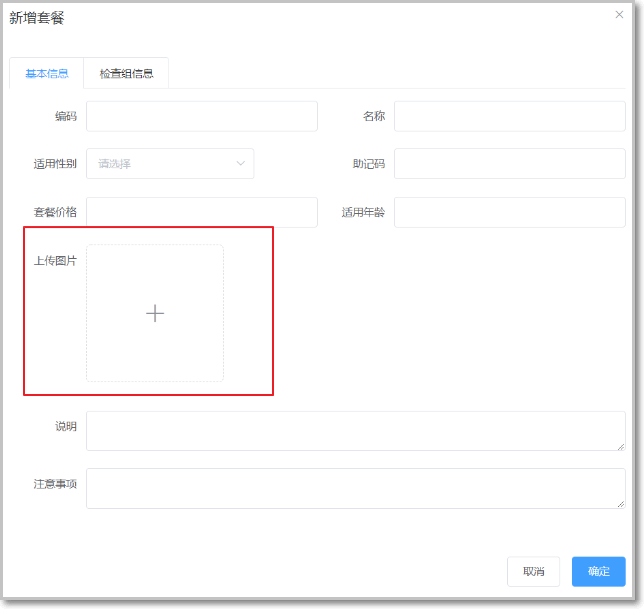 新增套餐
基本信息 检查组信息
编码 名称
适用性别 请选择 助记码
套餐价格 适用年龄
上传图片
说明
注意事项
取消 确定